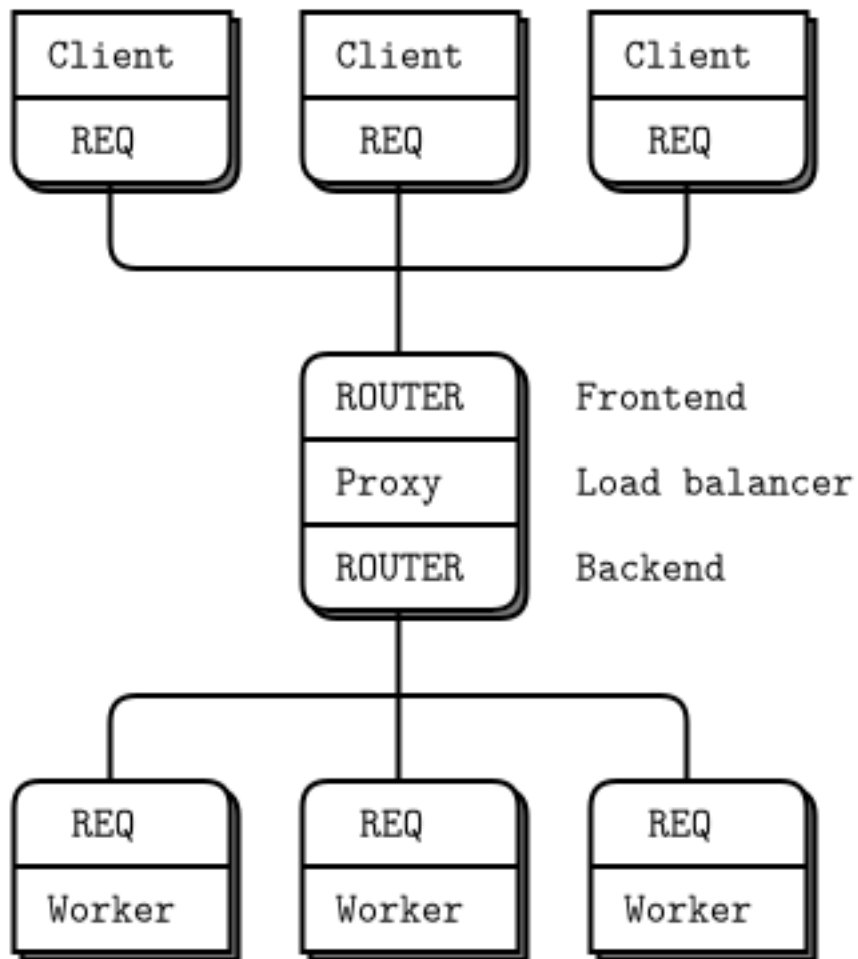 Client Client Client
REQ REQ REQ
ROUTER Frontend
Proxy Load balancer
ROUTER Backend
REQ REQ REQ
Worker Worker Worker